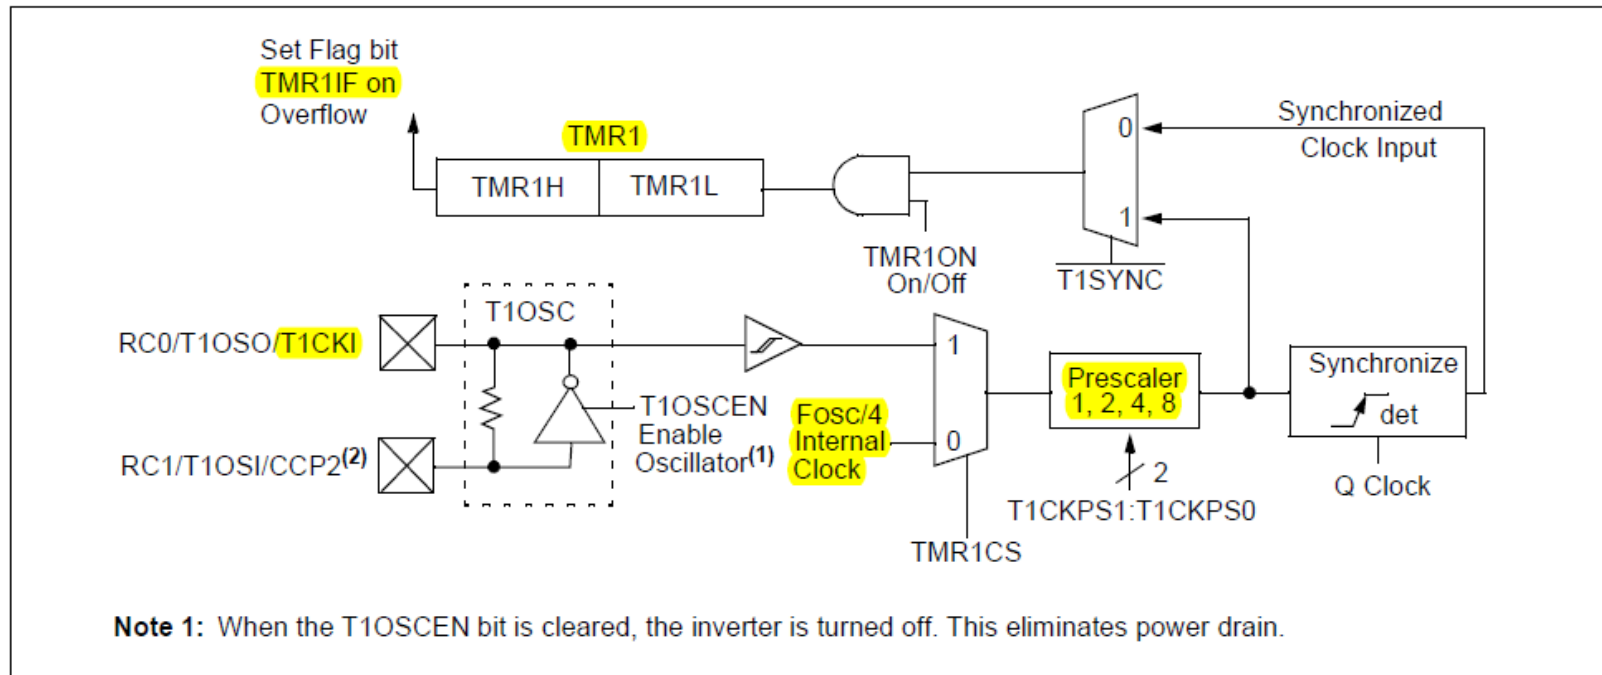 Set Flag bit
TMR1IF on
Overflow
TMR1
TMR1H
TMR1L
TMR1ON
On/Off
0
1
T1SYNC
Synchronized
Clock Input
T1OSC
RC0/T1OSO/T1CKI
RC1/T1OSI/CCP2(2)
T1OSCEN
Enable
Oscillator(1)
FOSC/4
Internal
Clock
1
0
TMR1CS
Prescaler
1, 2, 4, 8
2
T1CKPS1:T1CKPS0
Synchronize
det
Q Clock
Note 1: When the T1OSCEN bit is cleared, the inverter is turned off. This eliminates power drain.